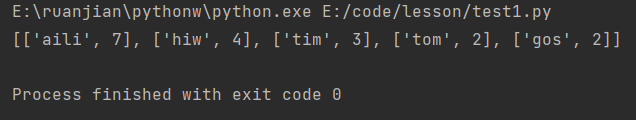 E:\ruanjian\pythonw\python.exe E:/code/lesson/test1.py
[['aili', 7], ['hiw', 4], ['tim', 3], ['tom', 2], ['gos', 2]]
Process finished with exit code 0